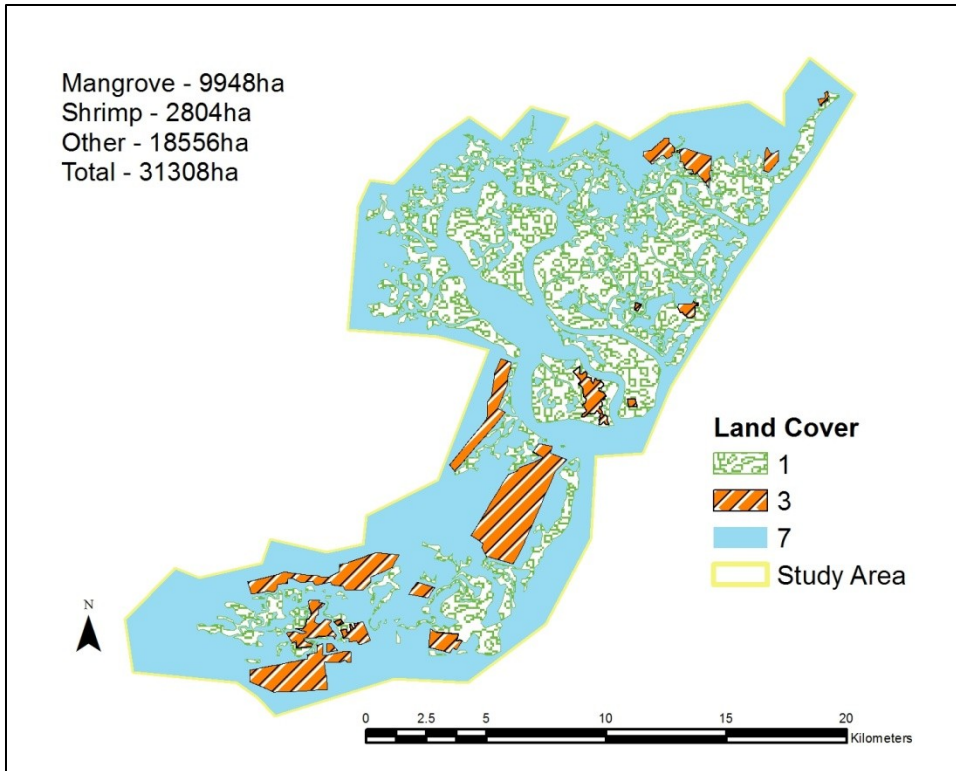 Mangrove - 9948ha
Shrimp - 2804ha
Other - 18556ha
Total - 31308ha
Land Cover
1
3
7
Study Area
N
0 2.5 5 10 15 20
Kilometers